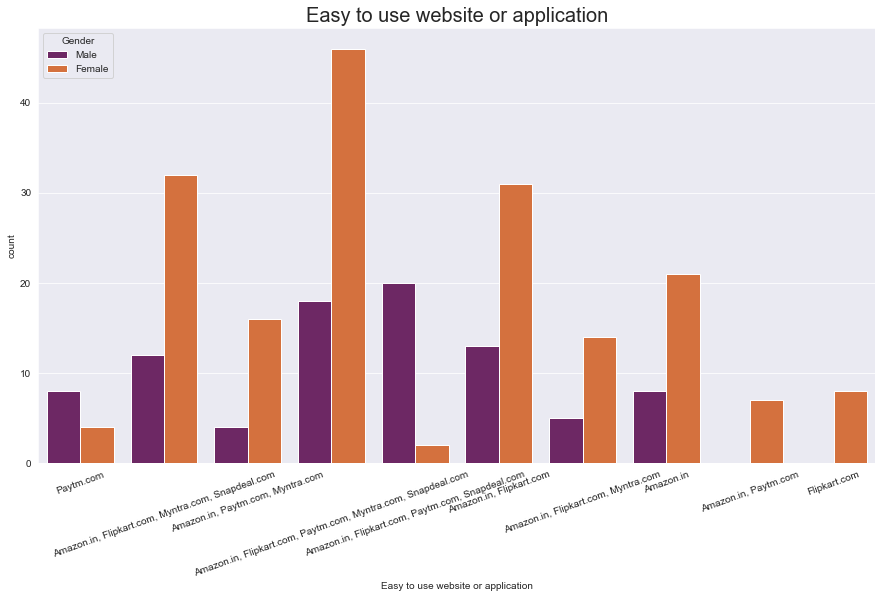 Easy to use website or application
Gender
Male
Female
count
40
30
20
10
0
Paytm.com
Amazon.in, Flipkart.com, Myntra.com, Snapdeal.com
Amazon.in, Paytm.com, Myntra.com
Amazon.in, Flipkart.com, Paytm.com, Myntra.com, Snapdeal.com
Amazon.in, Flipkart.com, Paytm.com, Snapdeal.com
Amazon.in, Flipkart.com
Amazon.in, Flipkart.com, Myntra.com
Amazon.in
Amazon.in, Paytm.com
Flipkart.com
Easy to use website or application